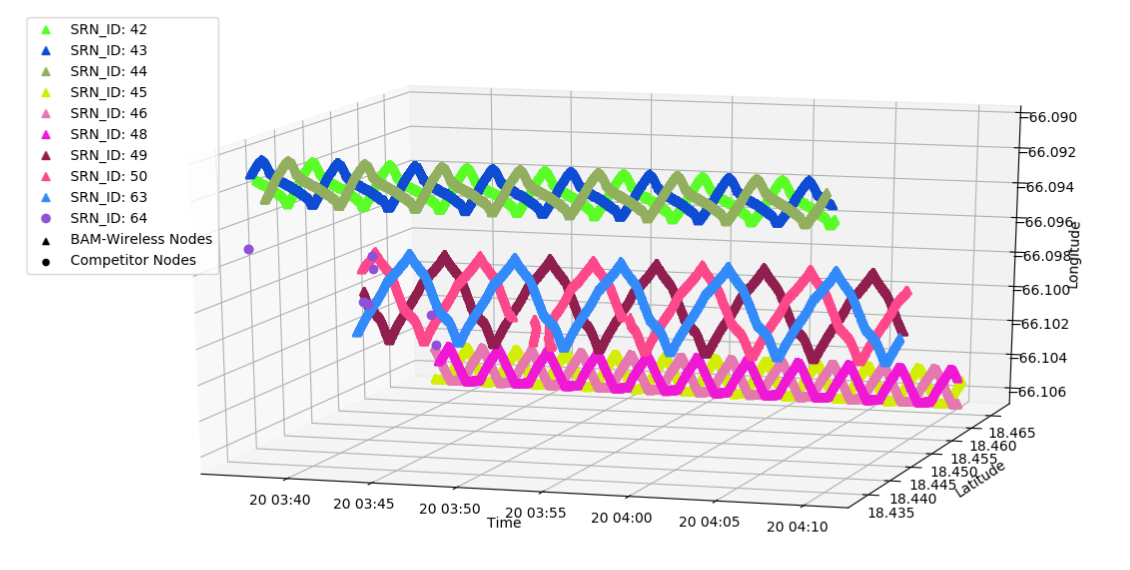 SRN_ID: 42
SRN_ID: 43
SRN_ID: 44
SRN_ID: 45
SRN_ID: 46
SRN_ID: 48
SRN_ID: 49
SRN_ID: 50
SRN_ID: 63
SRN_ID: 64
BAM-Wireless Nodes
Competitor Nodes
66.090
66.092
66.094
66.096
66.098
66.100
66.102
66.104
66.106
Longitude
18.465
18.460
18.455
18.450
18.445
18.440
18.435
Latitude
20 03:40
20 03:45
20 03:50
20 03:55
20 04:00
20 04:05
20 04:10
Time